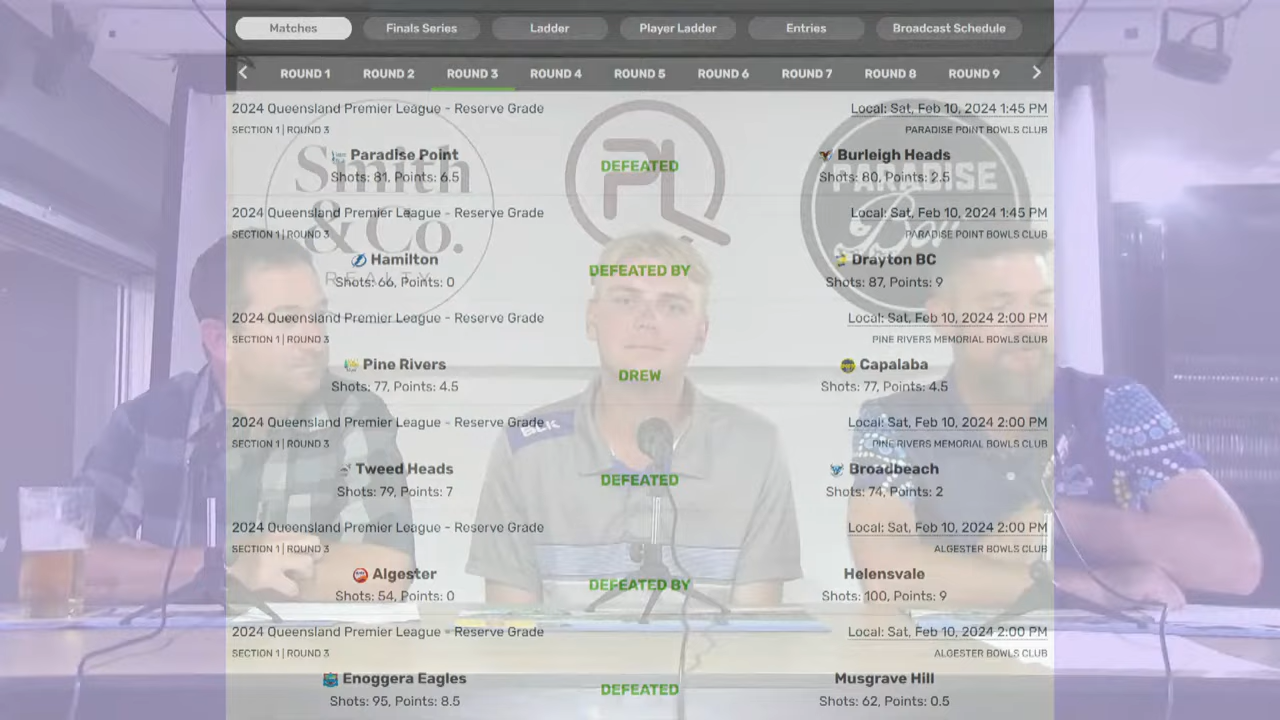 Matches Finals Series Ladder Player Ladder Entries Broadcast Schedule
ROUND 1 ROUND 2 ROUND 3 ROUND 4 ROUND 5 ROUND 6 ROUND 7 ROUND 8 ROUND 9
2024 Queensland Premier League - Reserve Grade Local: Sat, Feb 10, 2024 1:45 PM
SECTION 1 | ROUND 3 PARADISE POINT BOWLS CLUB
Paradise Point DEFEATED Burleigh Heads
Shots: 81, Points: 6.5 Shots: 80, Points: 2.5
2024 Queensland Premier League - Reserve Grade Local: Sat, Feb 10, 2024 1:45 PM
SECTION 1 | ROUND 3 PARADISE POINT BOWLS CLUB
Hamilton DEFEATED BY Drayton BC
Shots: 66, Points: 0 Shots: 87, Points: 9
2024 Queensland Premier League - Reserve Grade Local: Sat, Feb 10, 2024 2:00 PM
SECTION 1 | ROUND 3 PINE RIVERS MEMORIAL BOWLS CLUB
Pine Rivers DREW Capalaba
Shots: 77, Points: 4.5 Shots: 77, Points: 4.5
2024 Queensland Premier League - Reserve Grade Local: Sat, Feb 10, 2024 2:00 PM
SECTION 1 | ROUND 3 PINE RIVERS MEMORIAL BOWLS CLUB
Tweed Heads DEFEATED Broadbeach
Shots: 79, Points: 7 Shots: 74, Points: 2
2024 Queensland Premier League - Reserve Grade Local: Sat, Feb 10, 2024 2:00 PM
SECTION 1 | ROUND 3 ALGESTER BOWLS CLUB
Algester DEFEATED BY Helensvale
Shots: 54, Points: 0 Shots: 100, Points: 9
2024 Queensland Premier League - Reserve Grade Local: Sat, Feb 10, 2024 2:00 PM
SECTION 1 | ROUND 3 ALGESTER BOWLS CLUB
Enoggera Eagles DEFEATED Musgrave Hill
Shots: 95, Points: 8.5 Shots: 62, Points: 0.5
Smith
& Co.
REALTY
PL
PARADISE
BLK